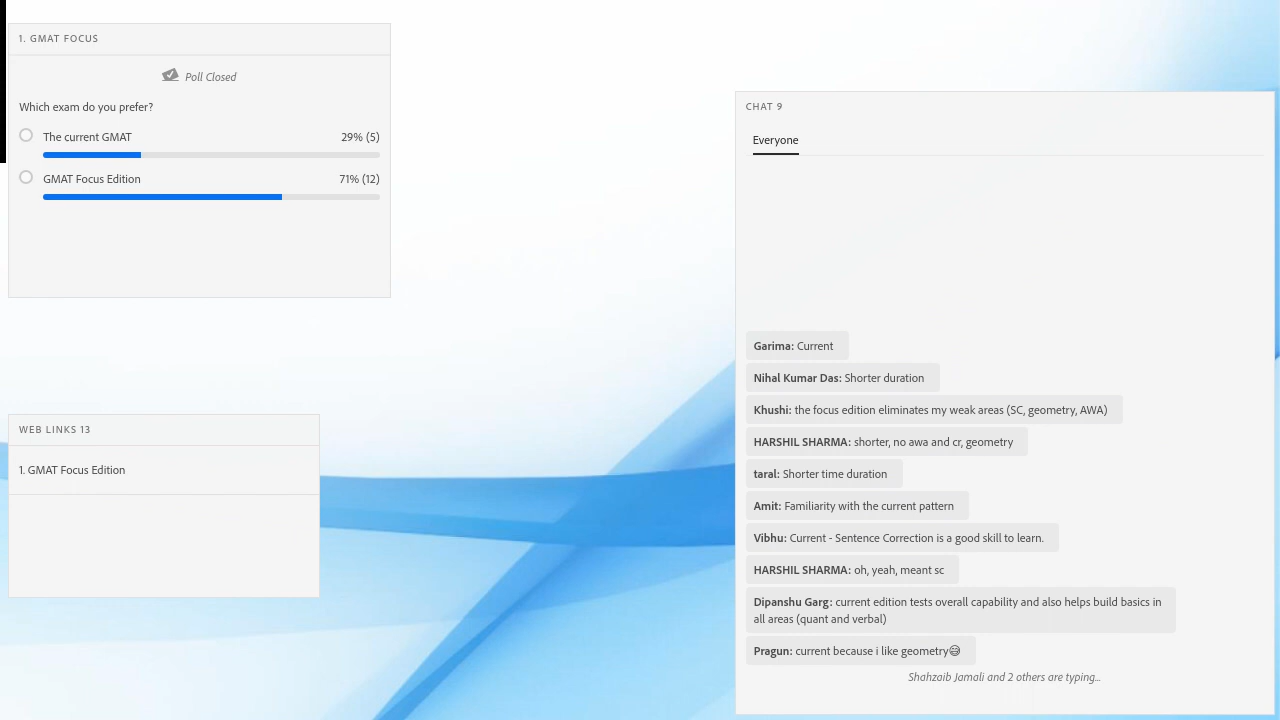 1. GMAT FOCUS
Poll Closed
Which exam do you prefer?
The current GMAT 29% (5)
GMAT Focus Edition 71% (12)
WEB LINKS 13
1. GMAT Focus Edition
CHAT 9
Everyone
Garima: Current
Nihal Kumar Das: Shorter duration
Khushi: the focus edition eliminates my weak areas (SC, geometry, AWA)
HARSHIL SHARMA: shorter, no awa and cr, geometry
taral: Shorter time duration
Amit: Familiarity with the current pattern
Vibhu: Current - Sentence Correction is a good skill to learn.
HARSHIL SHARMA: oh, yeah, meant sc
Dipanshu Garg: current edition tests overall capability and also helps build basics in
all areas (quant and verbal)
Pragun: current because i like geometry😅
Shahzaib Jamali and 2 others are typing...